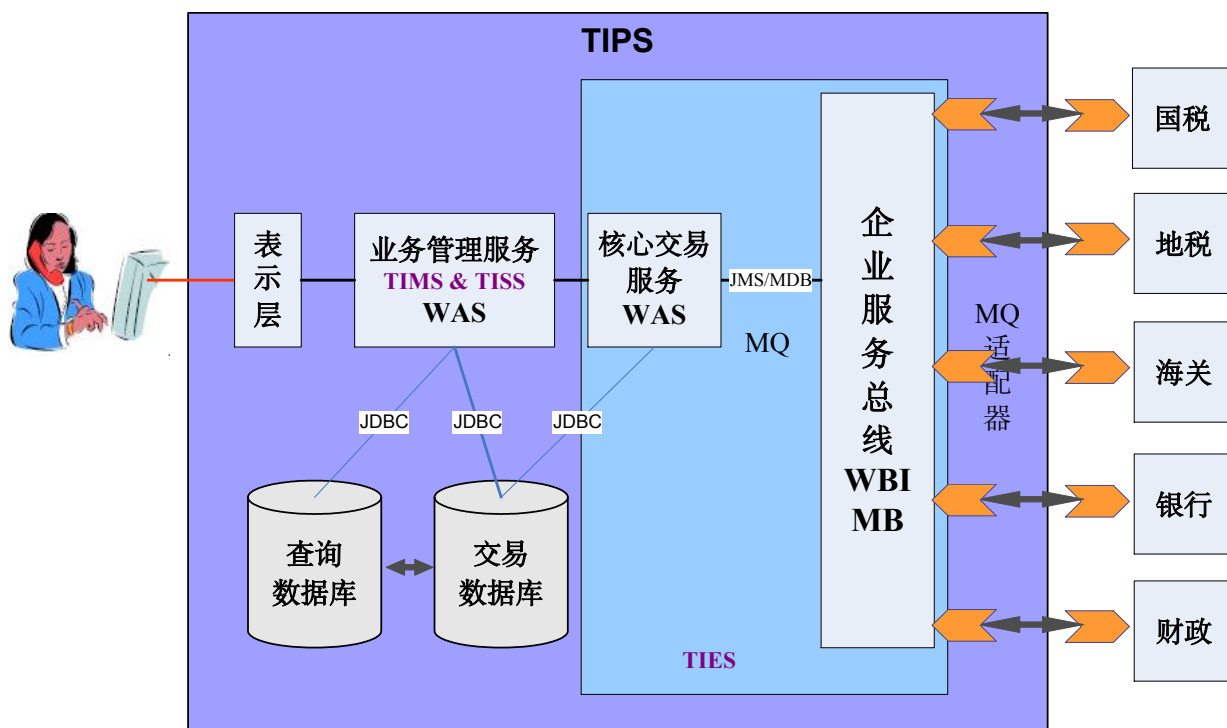 TIPS
国税
地税
海关
银行
财政
表
示
层
业务管理服务
TIMS & TISS
WAS
核心交易
服务
WAS
JMS/MDB
MQ
企
业
服
务
总
线
WBI
MB
MQ
适
配
器
JDBC
JDBC
JDBC
查询
数据库
交易
数据库
TIES